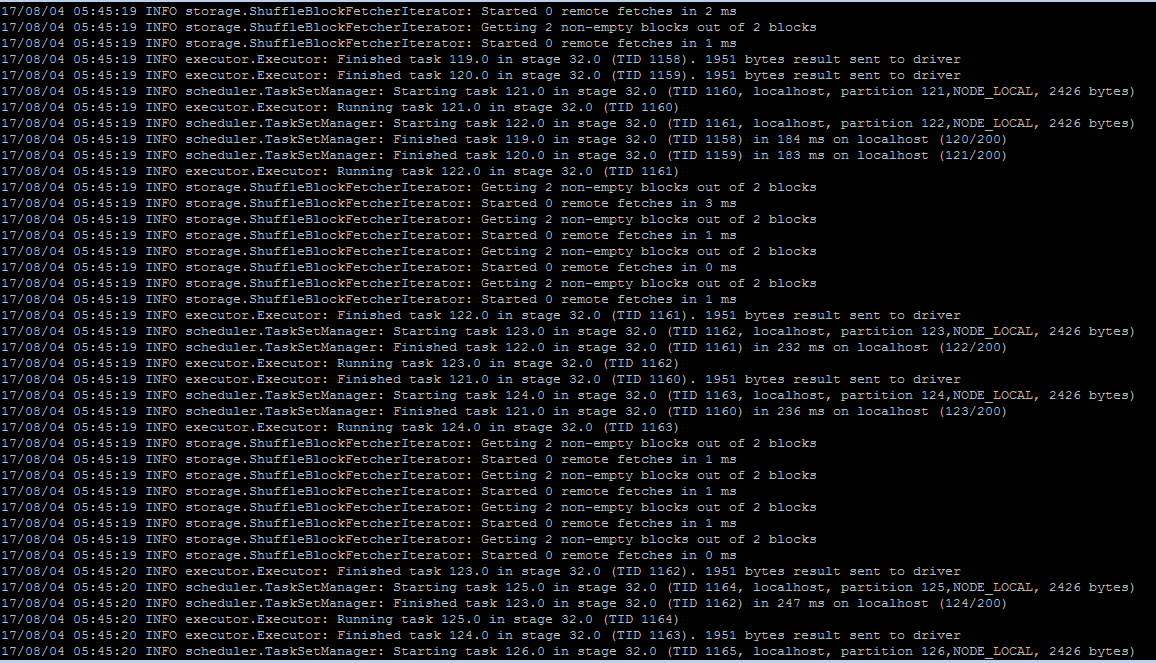 17/08/04 05:45:19 INFO storage.ShuffleBlockFetcherIterator: Started 0 remote fetches in 2 ms
17/08/04 05:45:19 INFO storage.ShuffleBlockFetcherIterator: Getting 2 non-empty blocks out of 2 blocks
17/08/04 05:45:19 INFO storage.ShuffleBlockFetcherIterator: Started 0 remote fetches in 1 ms
17/08/04 05:45:19 INFO executor.Executor: Finished task 119.0 in stage 32.0 (TID 1158). 1951 bytes result sent to driver
17/08/04 05:45:19 INFO executor.Executor: Finished task 120.0 in stage 32.0 (TID 1159). 1951 bytes result sent to driver
17/08/04 05:45:19 INFO scheduler.TaskSetManager: Starting task 121.0 in stage 32.0 (TID 1160, localhost, partition 121,NODE_LOCAL, 2426 bytes)
17/08/04 05:45:19 INFO executor.Executor: Running task 121.0 in stage 32.0 (TID 1160)
17/08/04 05:45:19 INFO scheduler.TaskSetManager: Starting task 122.0 in stage 32.0 (TID 1161, localhost, partition 122,NODE_LOCAL, 2426 bytes)
17/08/04 05:45:19 INFO scheduler.TaskSetManager: Finished task 119.0 in stage 32.0 (TID 1158) in 184 ms on localhost (120/200)
17/08/04 05:45:19 INFO scheduler.TaskSetManager: Finished task 120.0 in stage 32.0 (TID 1159) in 183 ms on localhost (121/200)
17/08/04 05:45:19 INFO executor.Executor: Running task 122.0 in stage 32.0 (TID 1161)
17/08/04 05:45:19 INFO storage.ShuffleBlockFetcherIterator: Getting 2 non-empty blocks out of 2 blocks
17/08/04 05:45:19 INFO storage.ShuffleBlockFetcherIterator: Started 0 remote fetches in 3 ms
17/08/04 05:45:19 INFO storage.ShuffleBlockFetcherIterator: Getting 2 non-empty blocks out of 2 blocks
17/08/04 05:45:19 INFO storage.ShuffleBlockFetcherIterator: Started 0 remote fetches in 1 ms
17/08/04 05:45:19 INFO storage.ShuffleBlockFetcherIterator: Getting 2 non-empty blocks out of 2 blocks
17/08/04 05:45:19 INFO storage.ShuffleBlockFetcherIterator: Started 0 remote fetches in 0 ms
17/08/04 05:45:19 INFO storage.ShuffleBlockFetcherIterator: Getting 2 non-empty blocks out of 2 blocks
17/08/04 05:45:19 INFO storage.ShuffleBlockFetcherIterator: Started 0 remote fetches in 1 ms
17/08/04 05:45:19 INFO executor.Executor: Finished task 122.0 in stage 32.0 (TID 1161). 1951 bytes result sent to driver
17/08/04 05:45:19 INFO scheduler.TaskSetManager: Starting task 123.0 in stage 32.0 (TID 1162, localhost, partition 123,NODE_LOCAL, 2426 bytes)
17/08/04 05:45:19 INFO scheduler.TaskSetManager: Finished task 122.0 in stage 32.0 (TID 1161) in 232 ms on localhost (122/200)
17/08/04 05:45:19 INFO executor.Executor: Running task 123.0 in stage 32.0 (TID 1162)
17/08/04 05:45:19 INFO executor.Executor: Finished task 121.0 in stage 32.0 (TID 1160). 1951 bytes result sent to driver
17/08/04 05:45:19 INFO scheduler.TaskSetManager: Starting task 124.0 in stage 32.0 (TID 1163, localhost, partition 124,NODE_LOCAL, 2426 bytes)
17/08/04 05:45:19 INFO scheduler.TaskSetManager: Finished task 121.0 in stage 32.0 (TID 1160) in 236 ms on localhost (123/200)
17/08/04 05:45:19 INFO executor.Executor: Running task 124.0 in stage 32.0 (TID 1163)
17/08/04 05:45:19 INFO storage.ShuffleBlockFetcherIterator: Getting 2 non-empty blocks out of 2 blocks
17/08/04 05:45:19 INFO storage.ShuffleBlockFetcherIterator: Started 0 remote fetches in 1 ms
17/08/04 05:45:19 INFO storage.ShuffleBlockFetcherIterator: Getting 2 non-empty blocks out of 2 blocks
17/08/04 05:45:19 INFO storage.ShuffleBlockFetcherIterator: Started 0 remote fetches in 1 ms
17/08/04 05:45:19 INFO storage.ShuffleBlockFetcherIterator: Getting 2 non-empty blocks out of 2 blocks
17/08/04 05:45:19 INFO storage.ShuffleBlockFetcherIterator: Started 0 remote fetches in 1 ms
17/08/04 05:45:19 INFO storage.ShuffleBlockFetcherIterator: Getting 2 non-empty blocks out of 2 blocks
17/08/04 05:45:19 INFO storage.ShuffleBlockFetcherIterator: Started 0 remote fetches in 0 ms
17/08/04 05:45:20 INFO executor.Executor: Finished task 123.0 in stage 32.0 (TID 1162). 1951 bytes result sent to driver
17/08/04 05:45:20 INFO scheduler.TaskSetManager: Starting task 125.0 in stage 32.0 (TID 1164, localhost, partition 125,NODE_LOCAL, 2426 bytes)
17/08/04 05:45:20 INFO scheduler.TaskSetManager: Finished task 123.0 in stage 32.0 (TID 1162) in 247 ms on localhost (124/200)
17/08/04 05:45:20 INFO executor.Executor: Running task 125.0 in stage 32.0 (TID 1164)
17/08/04 05:45:20 INFO executor.Executor: Finished task 124.0 in stage 32.0 (TID 1163). 1951 bytes result sent to driver
17/08/04 05:45:20 INFO scheduler.TaskSetManager: Starting task 126.0 in stage 32.0 (TID 1165, localhost, partition 126,NODE_LOCAL, 2426 bytes)